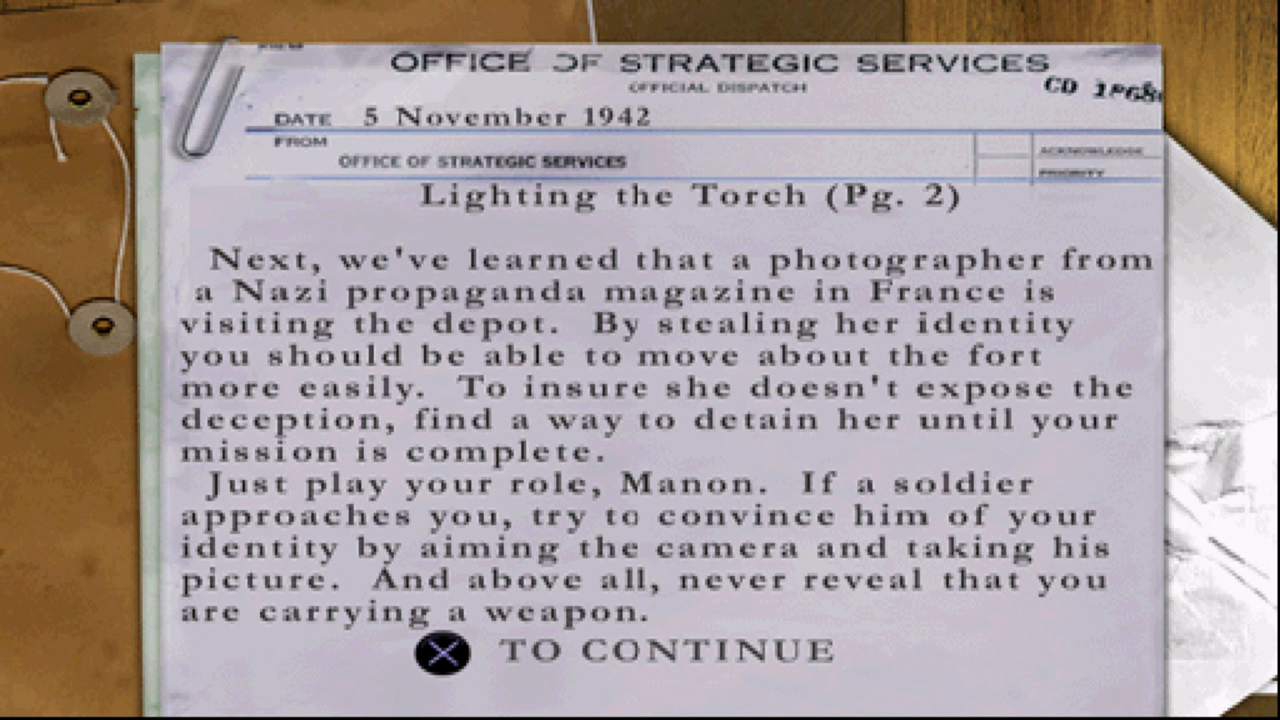 OFFICE OF STRATEGIC SERVICES
OFFICIAL DISPATCH
DATE 5 November 1942
FROM
OFFICE OF STRATEGIC SERVICES
ACKNOWLEDGE
PRIORITY
Lighting the Torch (Pg. 2)
Next, we've learned that a photographer from
a Nazi propaganda magazine in France is
visiting the depot. By stealing her identity
you should be able to move about the fort
more easily. To insure she doesn't expose the
deception, find a way to detain her until your
mission is complete.
Just play your role, Manon. If a soldier
approaches you, try to convince him of your
identity by aiming the camera and taking his
picture. And above all, never reveal that you
are carrying a weapon.
TO CONTINUE